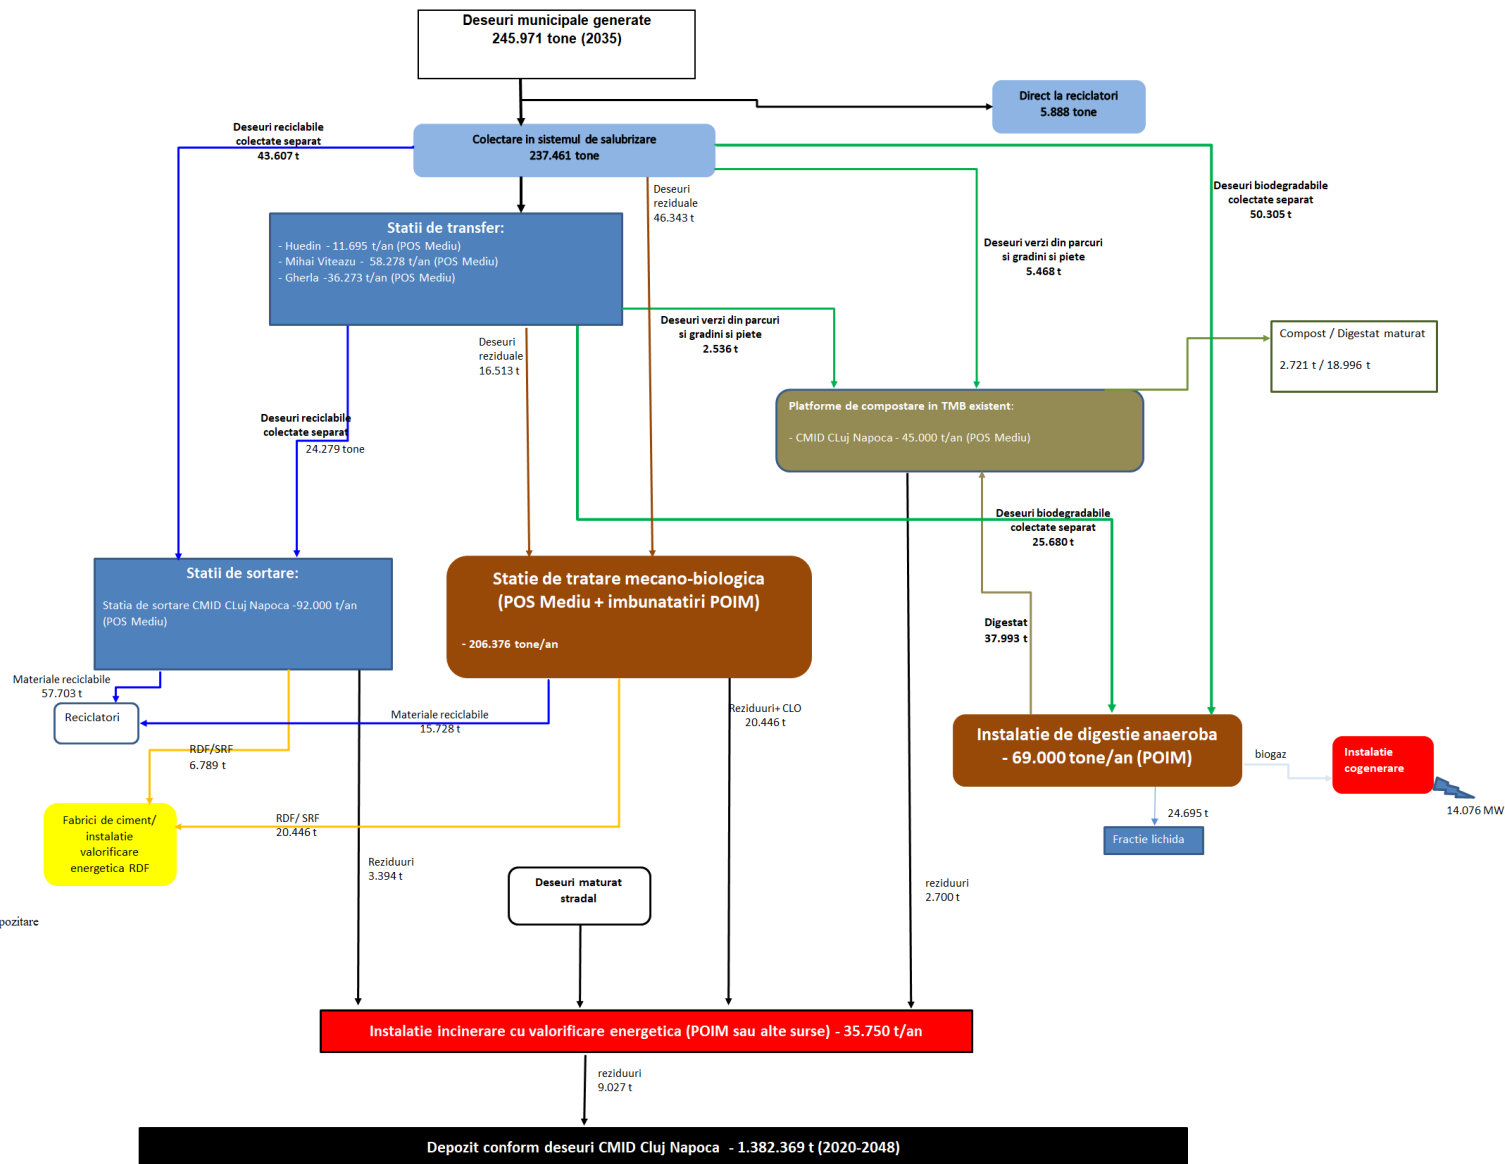 Deseuri municipale generate
245.971 tone (2035)
Direct la reciclatori
5.888 tone
Deseuri reciclabile
colectate separat
43.607 t
Colectare in sistemul de salubrizare
237.461 tone
Deseuri
reziduale
46.343 t
Deseuri biodegradabile
colectate separat
50.305 t
Statii de transfer:
- Huedin - 11.695 t/an (POS Mediu)
- Mihai Viteazu - 58.278 t/an (POS Mediu)
- Gherla -36.273 t/an (POS Mediu)
Deseuri verzi din parcuri
si gradini si piete
5.468 t
Deseuri verzi din parcuri
si gradini si piete
2.536 t
Deseuri
reziduale
16.513 t
Compost / Digestat maturat
2.721 t / 18.996 t
Deseuri reciclabile
colectate separat
24.279 tone
Platforme de compostare in TMB existent:
- CMID CLuj Napoca - 45.000 t/an (POS Mediu)
Deseuri biodegradabile
colectate separat
25.680 t
Statii de sortare:
Statia de sortare CMID CLuj Napoca -92.000 t/an
(POS Mediu)
Statie de tratare mecano-biologica
(POS Mediu + imbunatatiri POIM)
- 206.376 tone/an
Digestat
37.993 t
Materiale reciclabile
57.703 t
Reciclatori
Materiale reciclabile
15.728 t
Reziduuri+ CLO
20.446 t
Instalatie de digestie anaeroba
- 69.000 tone/an (POIM)
biogaz
Instalatie
cogenerare
14.076 MW
RDF/SRF
6.789 t
24.695 t
Fractie lichida
Fabrici de ciment/
instalatie
valorificare
energetica RDF
RDF/ SRF
20.446 t
Reziduuri
3.394 t
Deseuri maturat
stradal
reziduuri
2.700 t
pozitare
Instalatie incinerare cu valorificare energetica (POIM sau alte surse) - 35.750 t/an
reziduuri
9.027 t
Depozit conform deseuri CMID Cluj Napoca - 1.382.369 t (2020-2048)